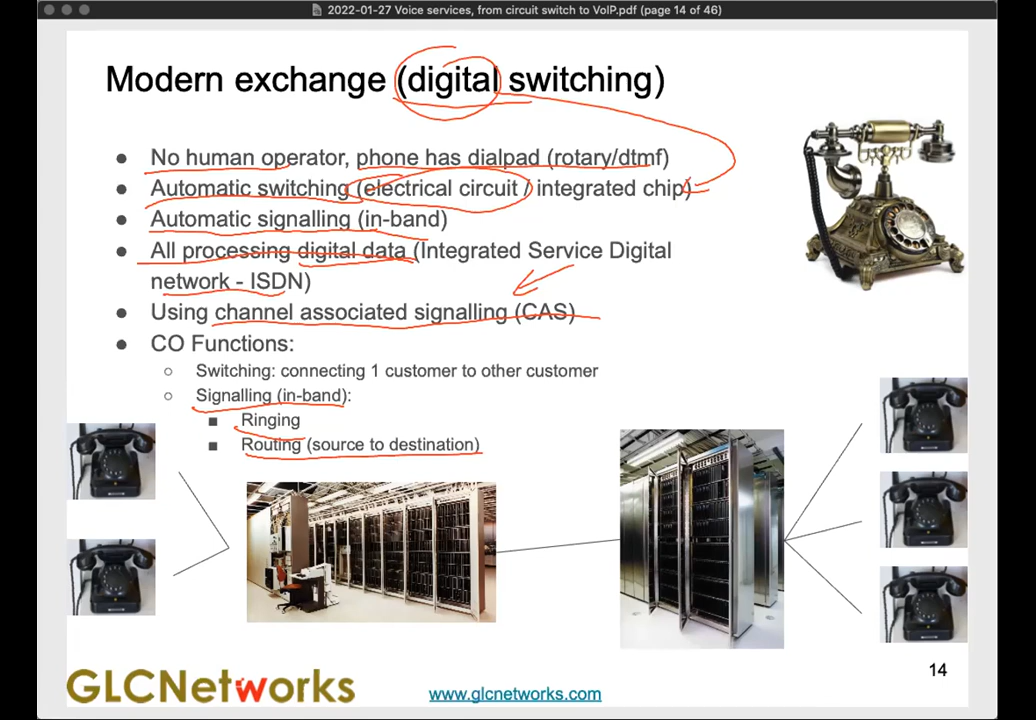 2022-01-27 Voice services, from circuit switch to VoIP.pdf (page 14 of 46)
Modern exchange (digital switching)
● No human operator, phone has dialpad (rotary/dtmf)
● Automatic switching (electrical circuit / integrated chip)
● Automatic signalling (in-band)
● All processing digital data (Integrated Service Digital
network - ISDN)
● Using channel associated signalling (CAS)
● CO Functions:
○ Switching: connecting 1 customer to other customer
○ Signalling (in-band):
■ Ringing
■ Routing (source to destination)
GLCNetworks
www.glcnetworks.com
14